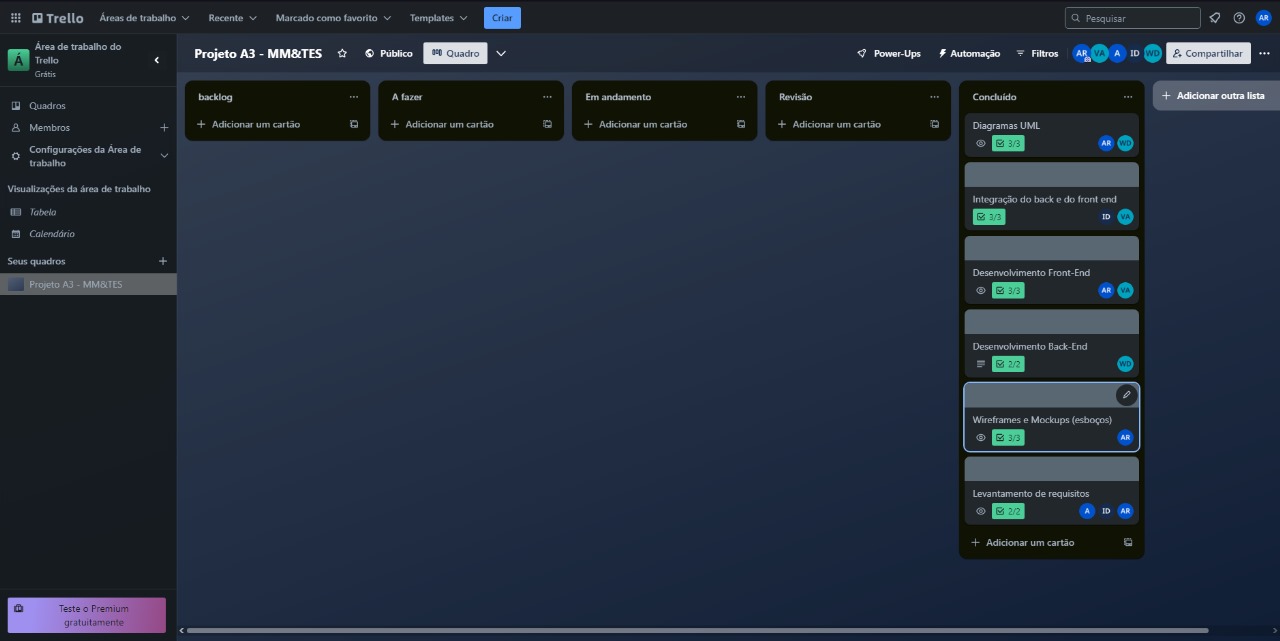 Trello
Áreas de trabalho
Recente
Marcado como favorito
Templates
Criar
Pesquisar
AR
Á
Área de trabalho do
Trello
Grátis
Quadros
Membros
Configurações da Área de
trabalho
Visualizações da área de trabalho
Tabela
Calendário
Seus quadros
Projeto A3 - MM&TES
Teste o Premium
gratuitamente
Projeto A3 - MM&TES
Público
Quadro
Power-Ups
Automação
Filtros
AR VA A ID WD
Compartilhar
backlog
Adicionar um cartão
A fazer
Adicionar um cartão
Em andamento
Adicionar um cartão
Revisão
Adicionar um cartão
Concluído
Diagramas UML
3/3 AR WD
Integração do back e do front end
3/3 ID VA
Desenvolvimento Front-End
3/3 AR VA
Desenvolvimento Back-End
2/2 WD
Wireframes e Mockups (esboços)
3/3 AR
Levantamento de requisitos
2/2 A ID AR
Adicionar um cartão
Adicionar outra lista